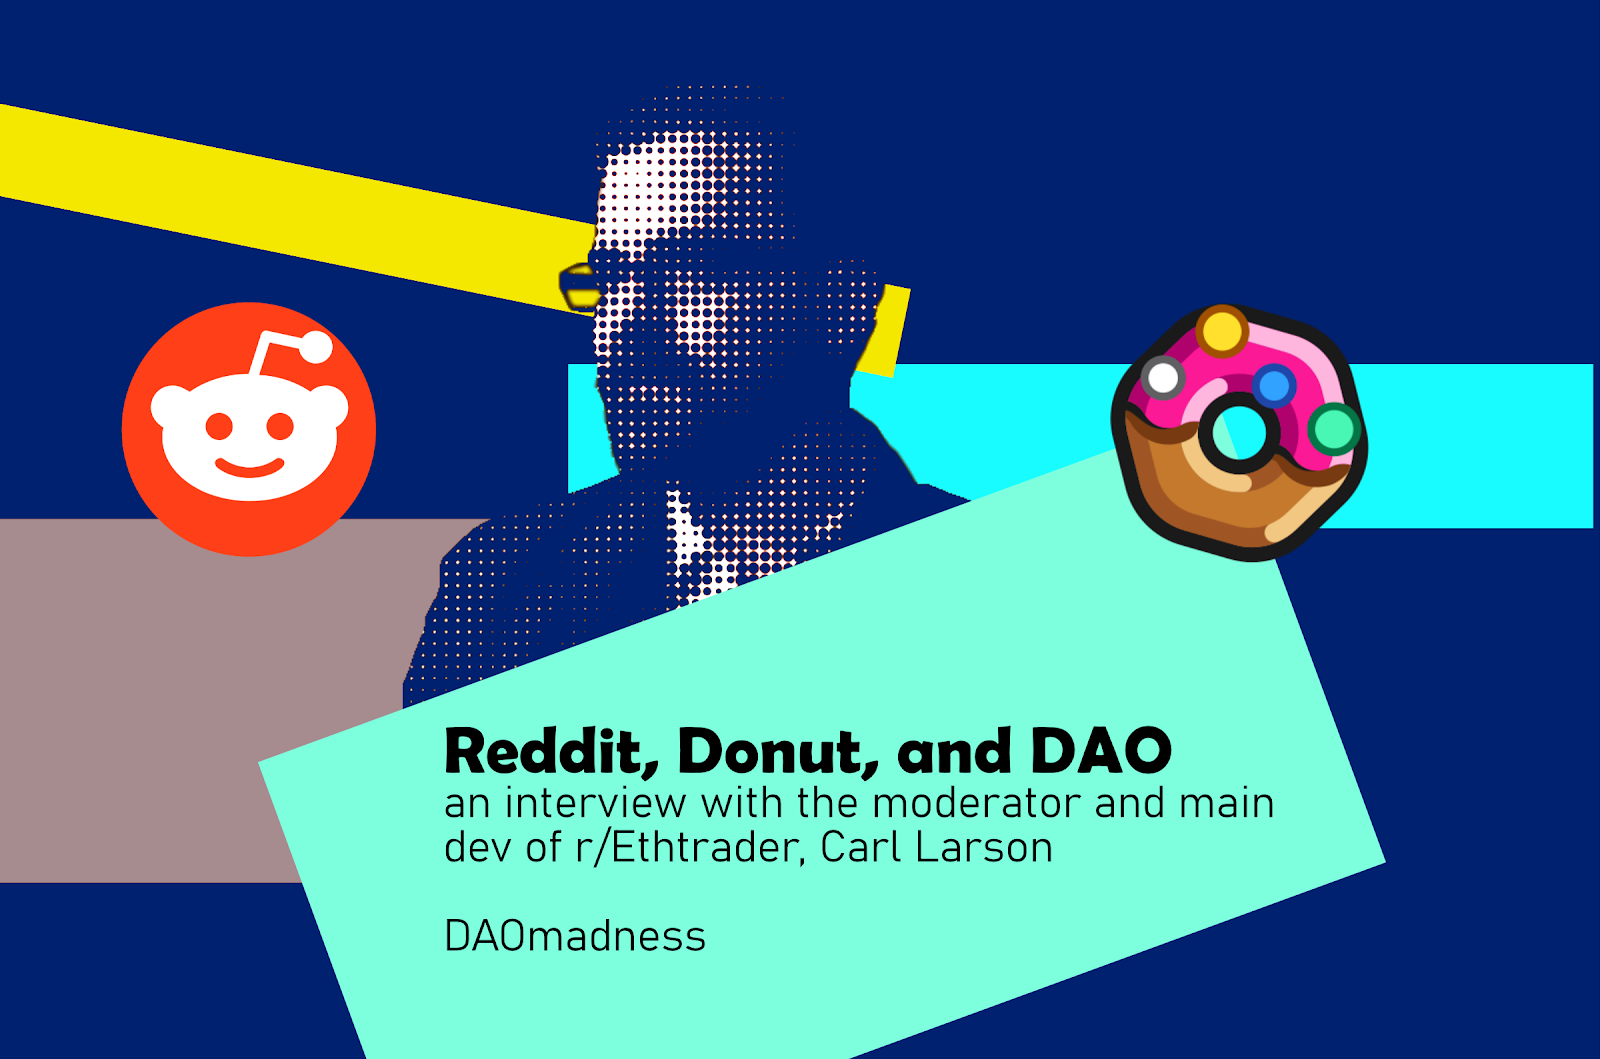 Reddit, Donut, and DAO
an interview with the moderator and main
dev of r/Ethtrader, Carl Larson
DAOmadness